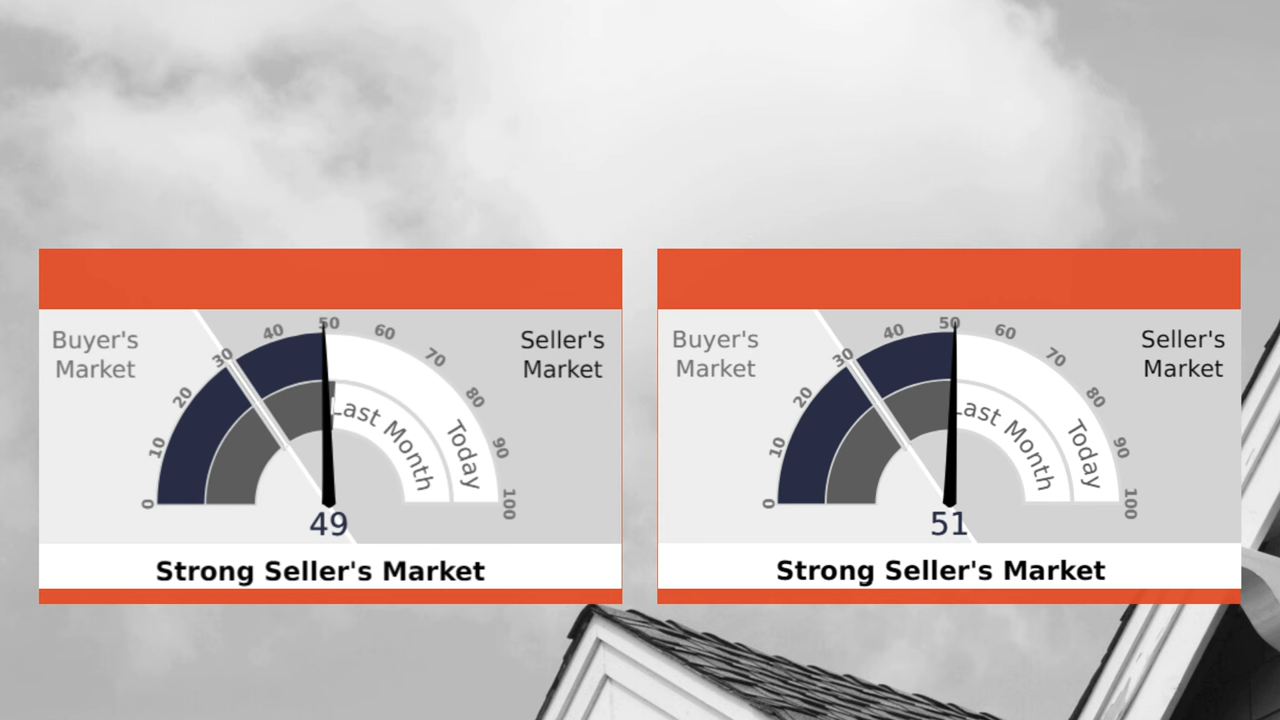 Buyer's
Market
Seller's
Market
0
10
20
30
40
50
60
70
80
90
100
Last Month
Today
49
Strong Seller's Market
Buyer's
Market
Seller's
Market
0
10
20
30
40
50
60
70
80
90
100
Last Month
Today
51
Strong Seller's Market